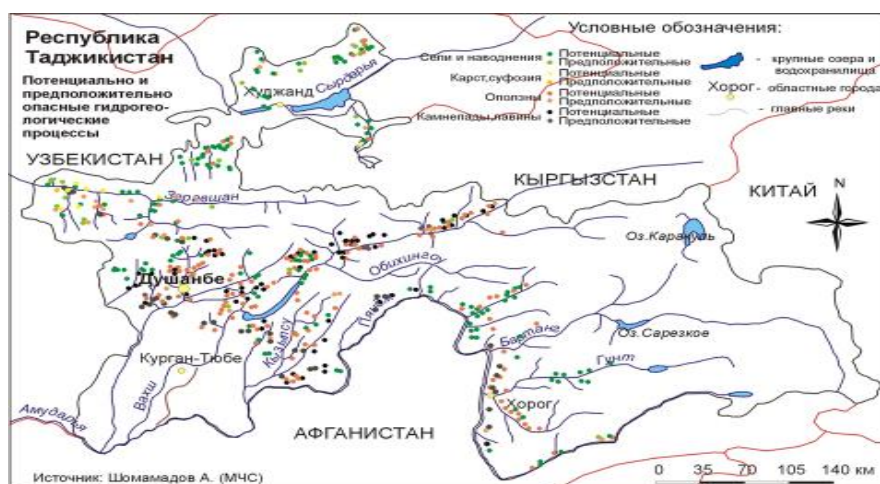 Республика
Таджикистан
Потенциально и
предположительно
опасные гидрогео-
логические
процессы
Условные обозначения:
Сели и наводнения
Потенциальные
Предположительные
Карст,суфозия
Потенциальные
Предположительные
Оползны
Потенциальные
Предположительные
Камнепады,лавины
Потенциальные
Предположительные
- крупные озера и
водохранилища
Хорог - областные города
- главные реки
Худжанд
Сырдарья
УЗБЕКИСТАН
КЫРГЫЗСТАН
КИТАЙ
N
Зеравшан
Оз.Каракуль
Обихингоу
Душанбе
Оз.Сарезкое
Бартанг
Кызылсу
Гунт
Курган-Тюбе
Вахш
Хорог
Амударья
АФГАНИСТАН
Источник: Шомамадов А. (МЧС)
0 35 70 105 140 км